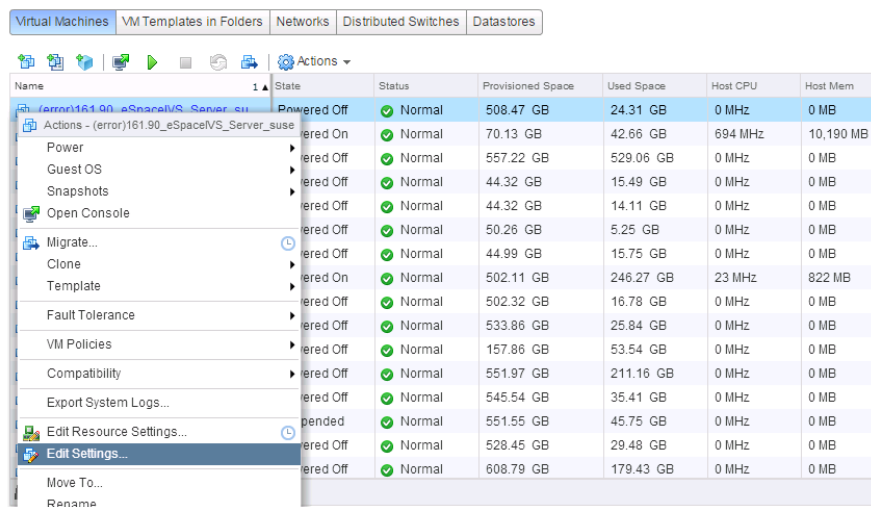 Virtual Machines VM Templates in Folders Networks Distributed Switches Datastores
Actions
Name 1 State Status Provisioned Space Used Space Host CPU Host Mem
(error)161.90_eSpaceIVS_Server_su... Powered Off Normal 508.47 GB 24.31 GB 0 MHz 0 MB
Actions - (error)161.90_eSpaceIVS_Server_suse
ered On Normal 70.13 GB 42.66 GB 694 MHz 10,190 MB
Power
ered Off Normal 557.22 GB 529.06 GB 0 MHz 0 MB
Guest OS
ered Off Normal 44.32 GB 15.49 GB 0 MHz 0 MB
Snapshots
ered Off Normal 44.32 GB 14.11 GB 0 MHz 0 MB
Open Console
ered Off Normal 50.26 GB 5.25 GB 0 MHz 0 MB
Migrate...
ered Off Normal 44.99 GB 15.75 GB 0 MHz 0 MB
Clone
ered On Normal 502.11 GB 246.27 GB 23 MHz 822 MB
Template
ered Off Normal 502.32 GB 16.78 GB 0 MHz 0 MB
Fault Tolerance
ered Off Normal 533.86 GB 25.84 GB 0 MHz 0 MB
VM Policies
ered Off Normal 157.86 GB 53.54 GB 0 MHz 0 MB
Compatibility
ered Off Normal 551.97 GB 211.16 GB 0 MHz 0 MB
Export System Logs...
ered Off Normal 545.54 GB 35.41 GB 0 MHz 0 MB
pended Normal 551.55 GB 45.75 GB 0 MHz 0 MB
Edit Resource Settings...
ered Off Normal 528.45 GB 29.48 GB 0 MHz 0 MB
Edit Settings...
ered Off Normal 608.79 GB 179.43 GB 0 MHz 0 MB
Move To...
Rename